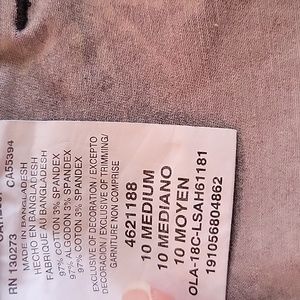 RN 130273 CA55394
MADE IN BANGLADESH
HECHO EN BANGLADESH
FABRIQUE AU BANGLADESH
97% COTTON 3% SPANDEX
97% ALGODON 3% SPANDEX
97% COTON 3% SPANDEX
EXCLUSIVE OF DECORATION / EXCEPTO
DECORACION / EXCLUSIVE OF TRIMMING/
GARNITURE NON COMPRISE
4621188
10 MEDIUM
10 MEDIANO
10 MOYEN
OLA-18C-LSAH61181
191056804862